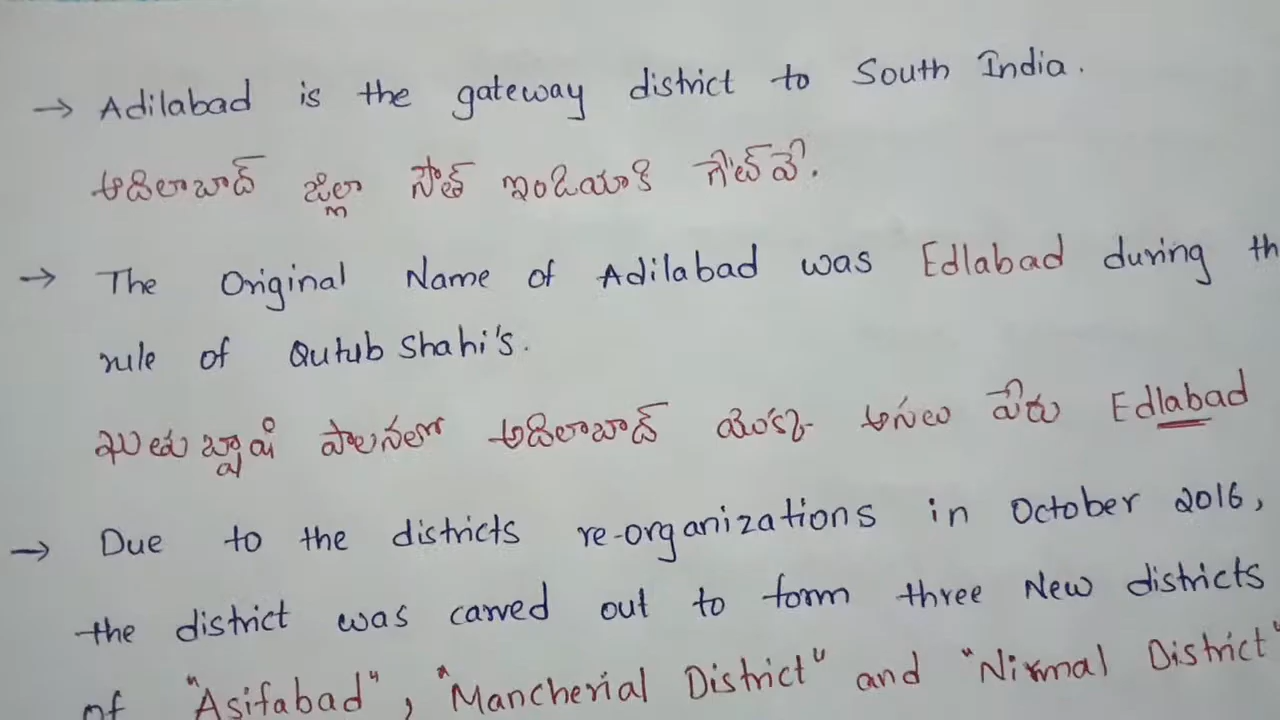 → Adilabad is the gateway district to South India.
ఆదిలాబాద్ జిల్లా సౌత్ ఇండియాకి గేట్ వే.
→ The Original Name of Adilabad was Edlabad during th
rule of Qutub Shahi's.
ఖుతుబ్షాహి పాలనలో ఆదిలాబాద్ యొక్క అసలు పేరు Edlabad
→ Due to the districts re-organizations in October 2016,
the district was carved out to form three New districts
of "Asifabad", "Mancherial District" and "Nirmal District"